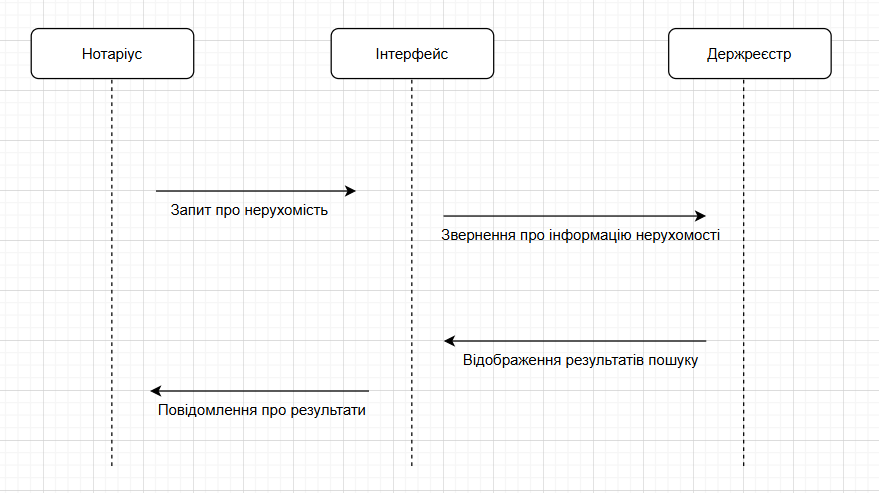 Нотаріус
Інтерфейс
Держреєстр
Запит про нерухомість
Звернення про інформацію нерухомості
Відображення результатів пошуку
Повідомлення про результати